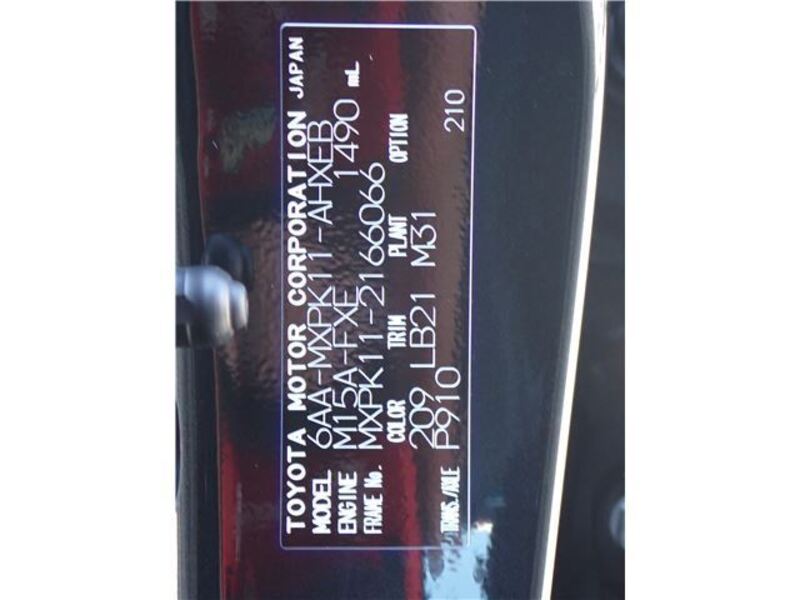 TOYOTA MOTOR CORPORATION JAPAN
MODEL 6AA-MXPK11-AHXEB
ENGINE M15A-FXE 1490 mL
FRAME No. MXPK11-2166066
COLOR TRIM PLANT OPTION
209 LB21 M31
TRANS./AXLE P910 210